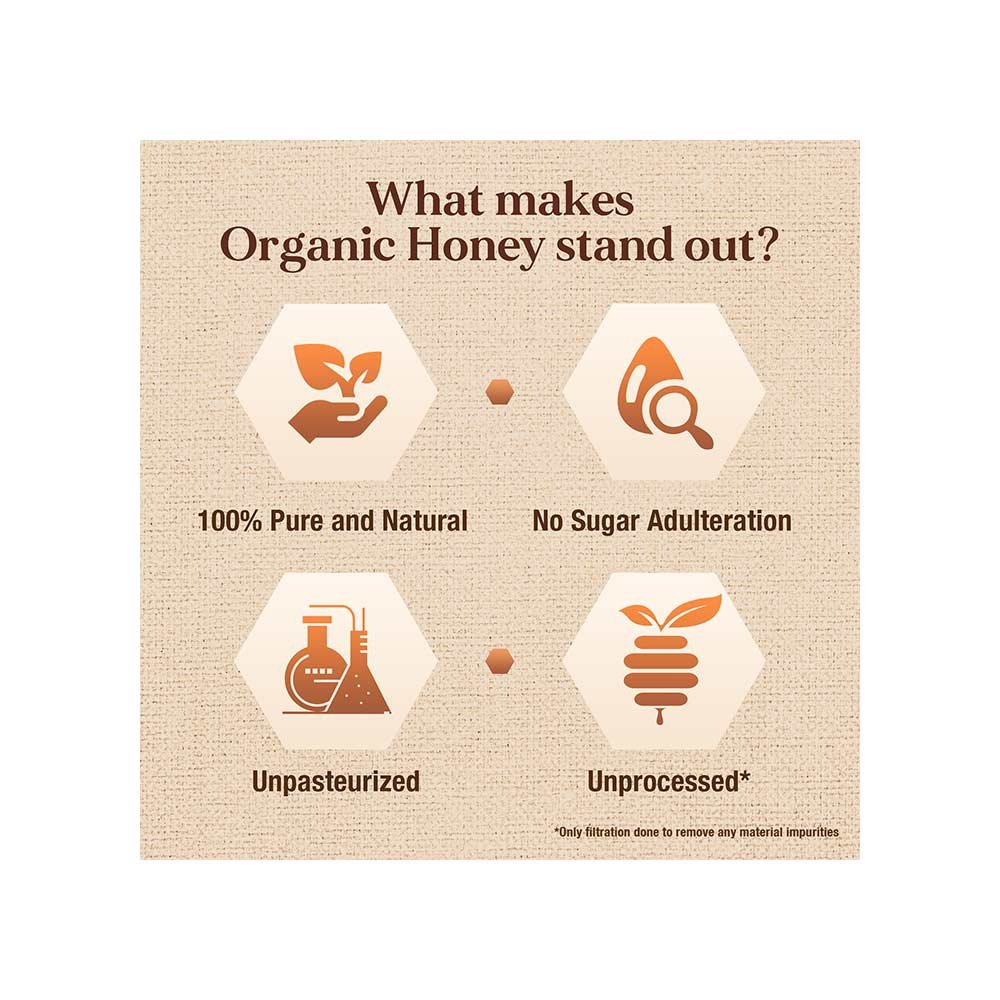 What makes
Organic Honey stand out?
100% Pure and Natural
No Sugar Adulteration
Unpasteurized
Unprocessed*
*Only filtration done to remove any material impurities